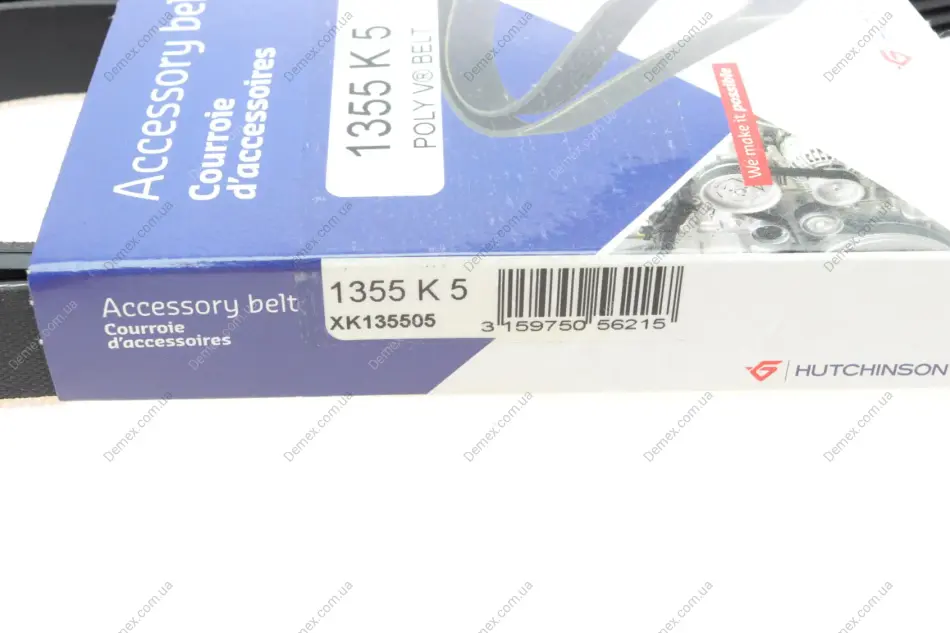 Accessory bel
Courroie
d'accessoires
1355 K 5
POLY V® BELT
We make it possible
Accessory belt
Courroie
d'accessoires
1355 K 5
XK135505
3 159750 56215
HUTCHINSON
Demex.com.ua